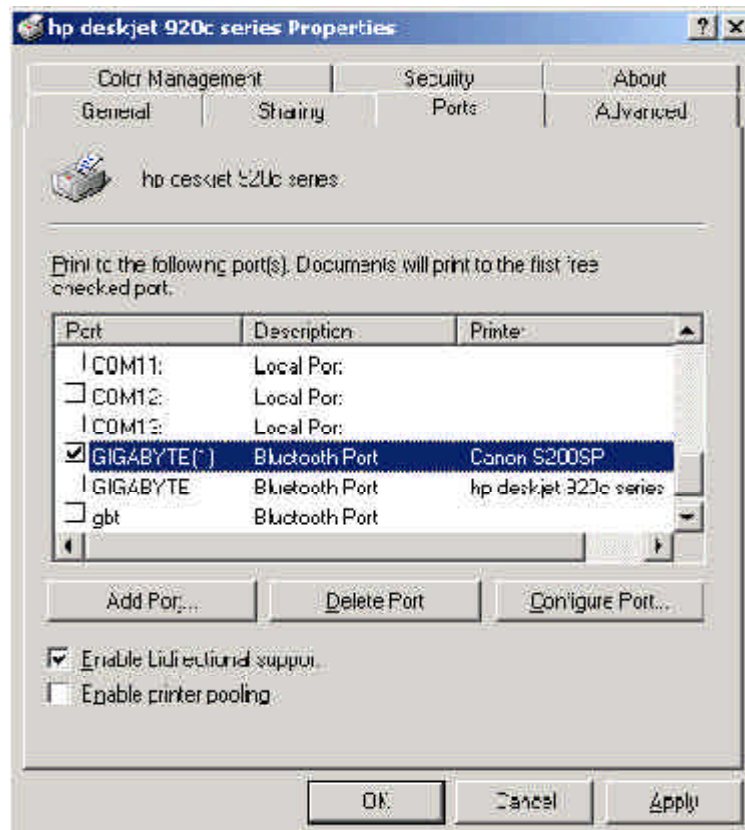 hp deskjet 920c series Properties
Color Management Security About
General Sharing Ports Advanced
hp deskjet 920c series
Print to the following port(s). Documents will print to the first free
checked port.
Port Description Printer
COM11: Local Port
COM12: Local Port
COM13: Local Port
GIGABYTE(1) Bluetooth Port Canon S200SP
GIGABYTE Bluetooth Port hp deskjet 920c series
gbt Bluetooth Port
Add Port... Delete Port Configure Port...
Enable bidirectional support
Enable printer pooling
OK Cancel Apply